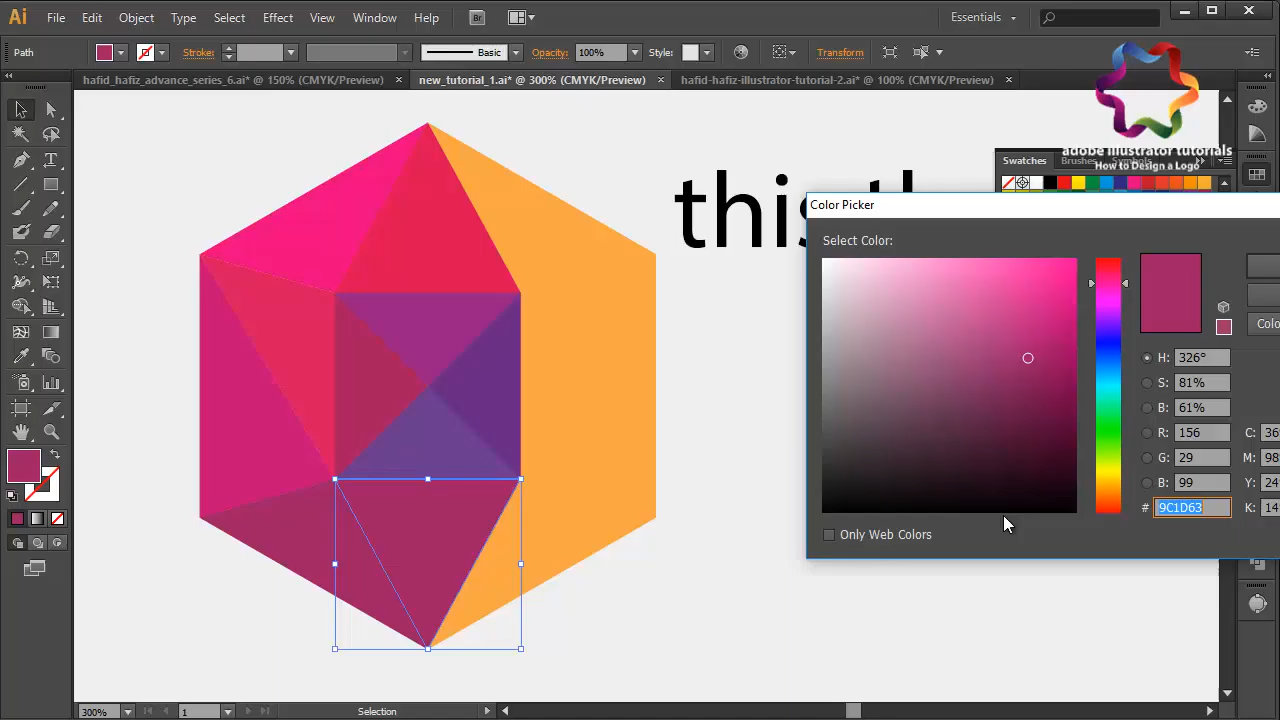 Ai File Edit Object Type Select Effect View Window Help Br Essentials
Path Stroke: Basic Opacity: 100% Style: Transform
hafid_hafiz_advance_series_6.ai* @ 150% (CMYK/Preview) × new_tutorial_1.ai* @ 300% (CMYK/Preview) × hafid-hafiz-illustrator-tutorial-2.ai* @ 100% (CMYK/Preview) ×
adobe illustrator tutorials
How to Design a Logo
Swatches Brushes Symbols
this
Color Picker
Select Color:
Colo
H: 326°
S: 81%
B: 61%
R: 156 C: 36
G: 29 M: 98
B: 99 Y: 24
# 9C1D63 K: 14
Only Web Colors
300% 1 Selection